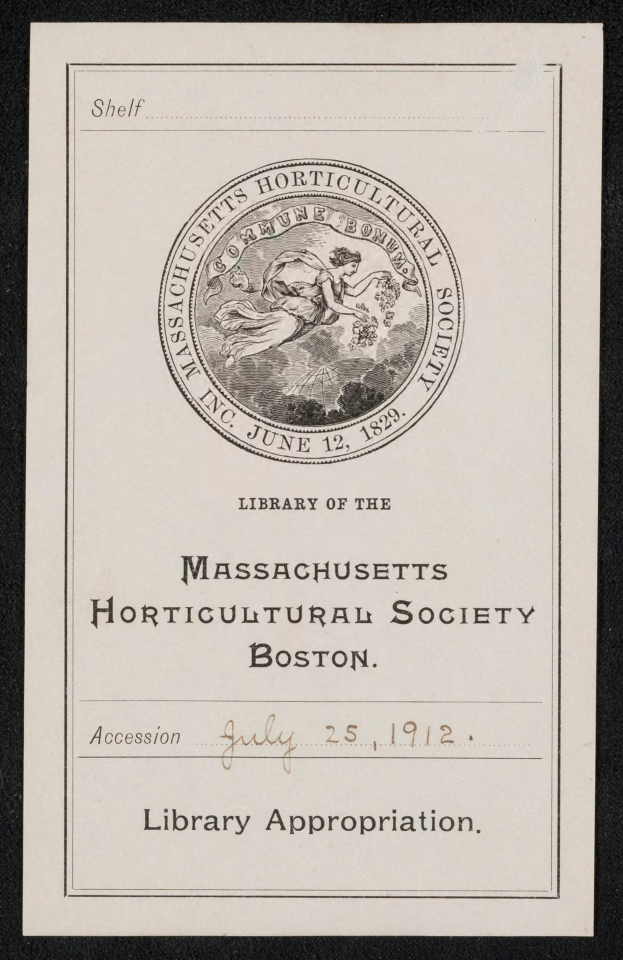 Shelf
MASSACHUSETTS HORTICULTURAL SOCIETY
COMMUNE BONUM.
INC. JUNE 12, 1829.
LIBRARY OF THE
MASSACHUSETTS
HORTICULTURAL SOCIETY
BOSTON.
Accession July 25, 1912.
Library Appropriation.